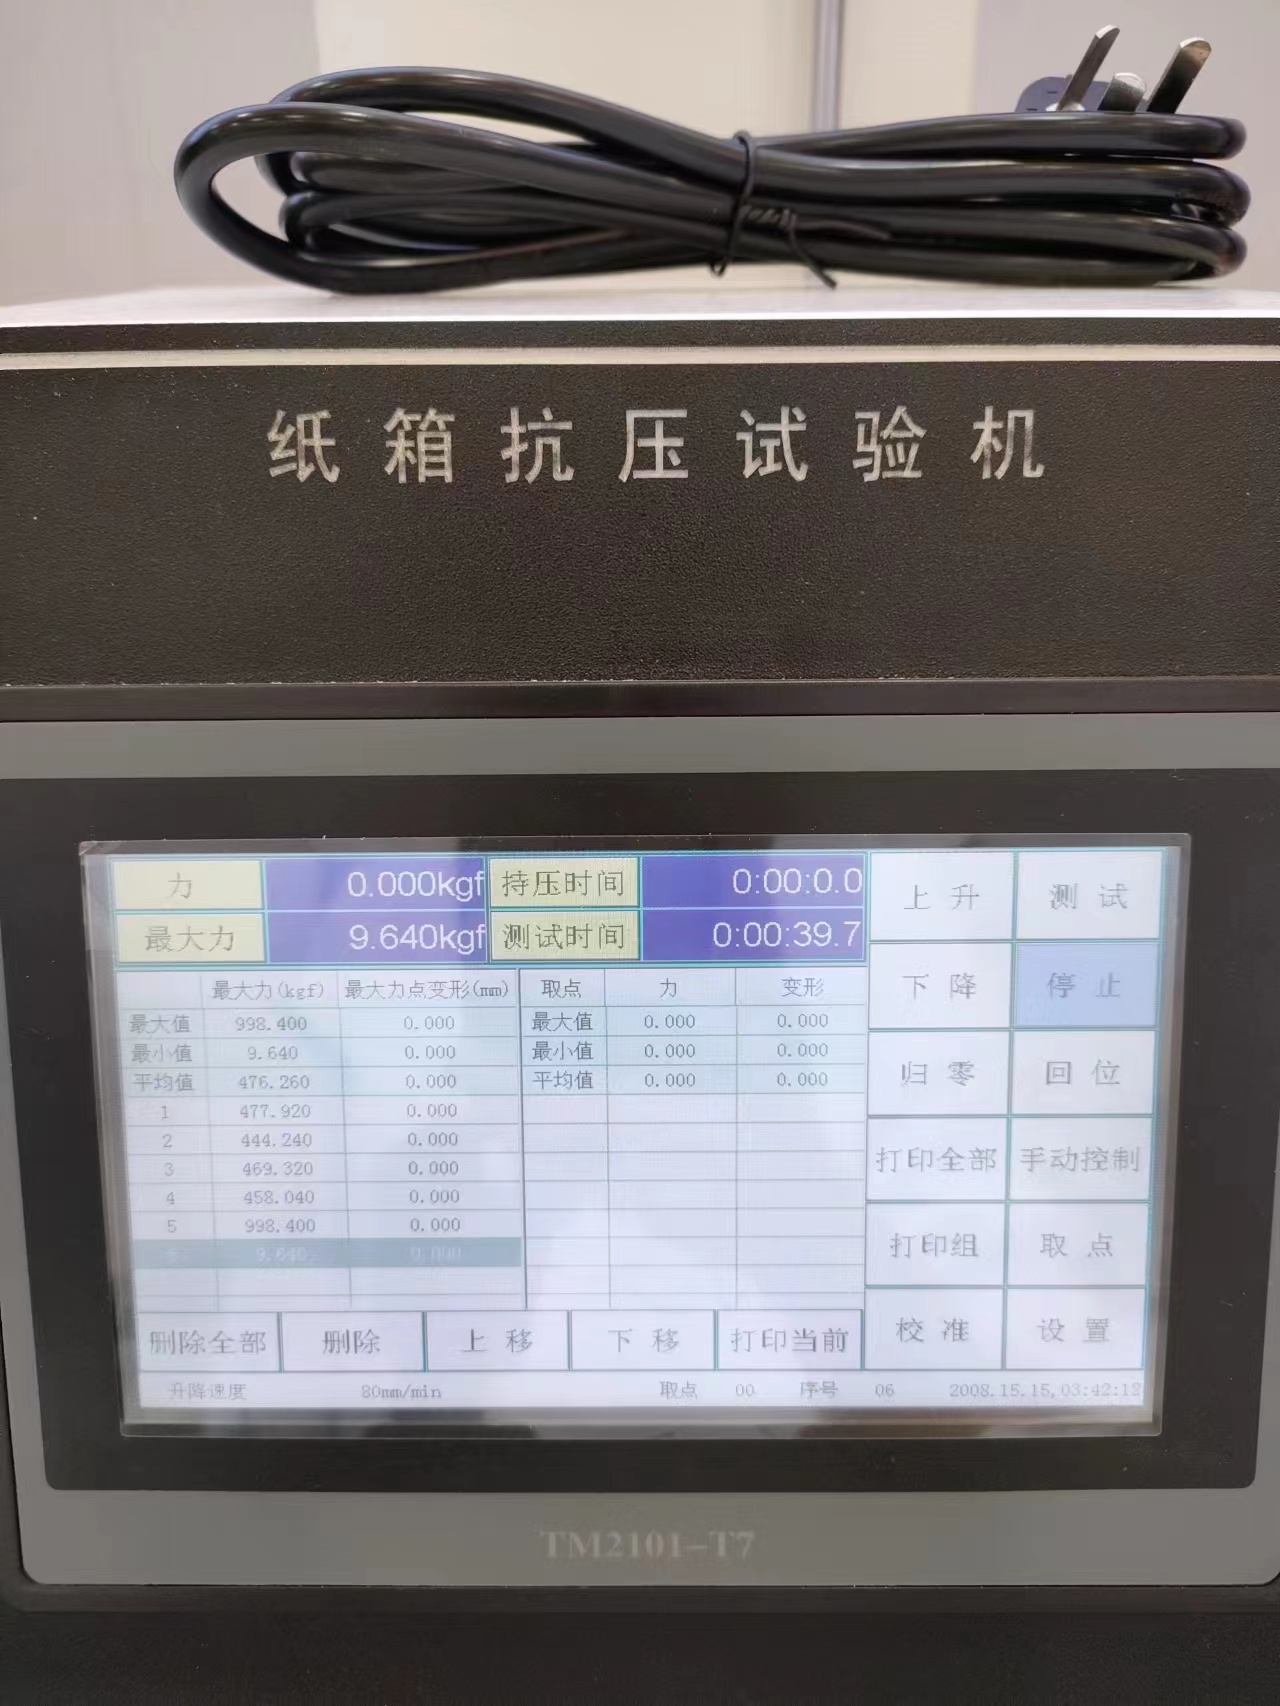 纸箱抗压试验机
力 0.000kgf 持压时间 0:00:0.0 上升 测试
最大力 9.640kgf 测试时间 0:00:39.7
最大力(kgf) 最大力点变形(mm) 取点 力 变形 下降 停止
最大值 998.400 0.000 最大值 0.000 0.000
最小值 9.640 0.000 最小值 0.000 0.000
平均值 476.260 0.000 平均值 0.000 0.000 归零 回位
1 477.920 0.000
2 444.240 0.000
3 469.320 0.000 打印全部 手动控制
4 458.040 0.000
5 998.400 0.000 打印组 取点
9.640 0.000
删除全部 删除 上移 下移 打印当前 校准 设置
升降速度 80mm/min 取点 00 序号 06 2008.15.15,03:42:12
TM2101-T7